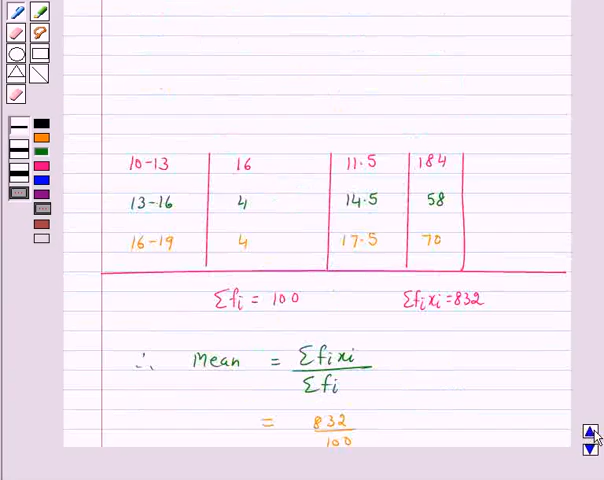 10-13 16 11.5 184
13-16 4 14.5 58
16-19 4 17.5 70
Σfi = 100 Σfixi = 832
∴ Mean = Σfixi / Σfi
= 832 / 100